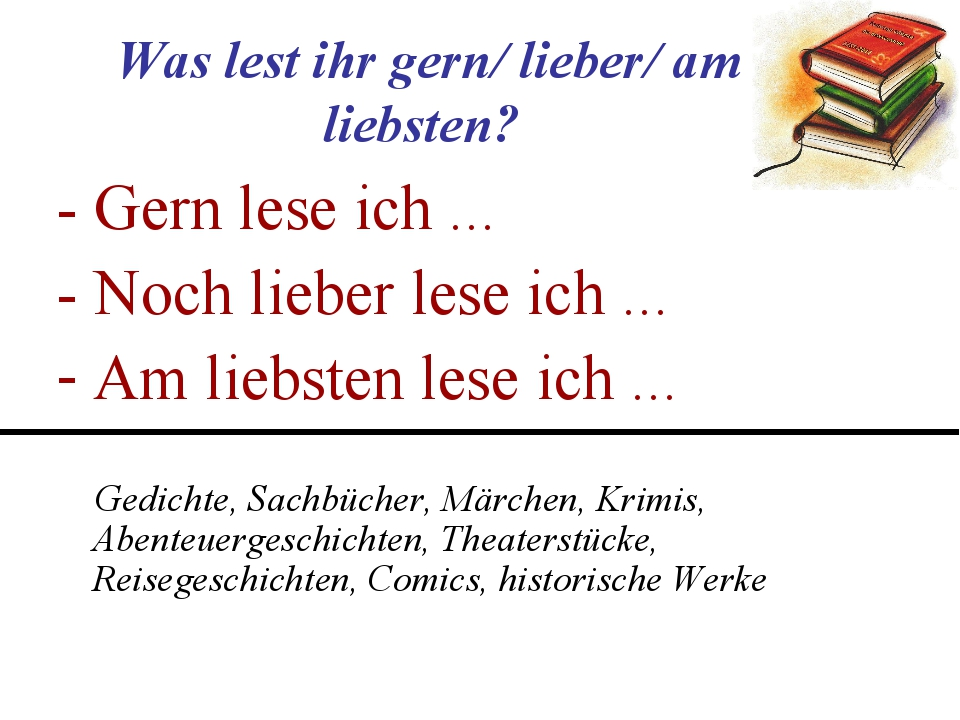 Was lest ihr gern/ lieber/ am
liebsten?
- Gern lese ich ...
- Noch lieber lese ich ...
- Am liebsten lese ich ...
Gedichte, Sachbücher, Märchen, Krimis,
Abenteuergeschichten, Theaterstücke,
Reisegeschichten, Comics, historische Werke